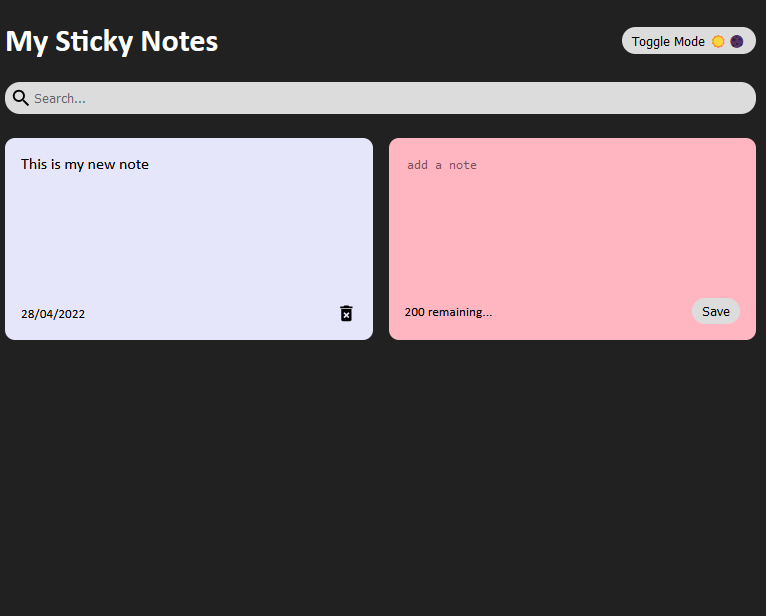 My Sticky Notes
Toggle Mode
Search...
This is my new note
28/04/2022
add a note
200 remaining...
Save